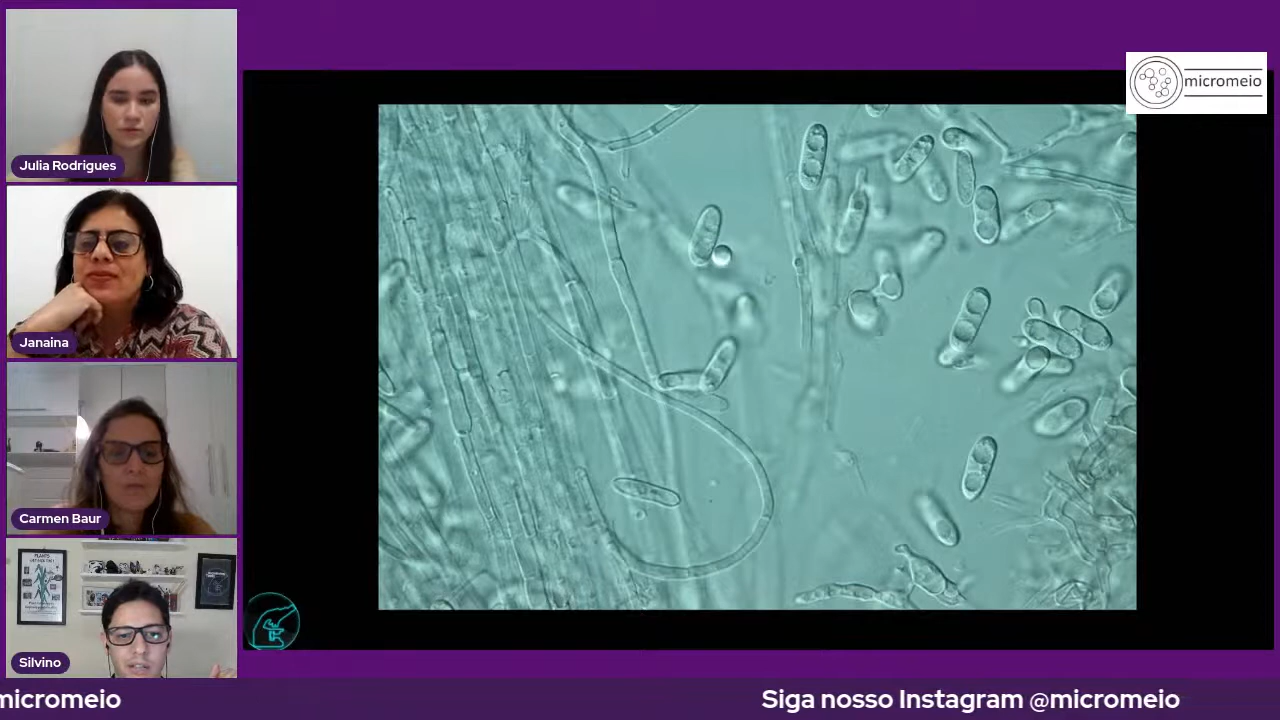 Julia Rodrigues
Janaina
Carmen Baur
Silvino
micromeio
micromeio
Siga nosso Instagram @micromeio